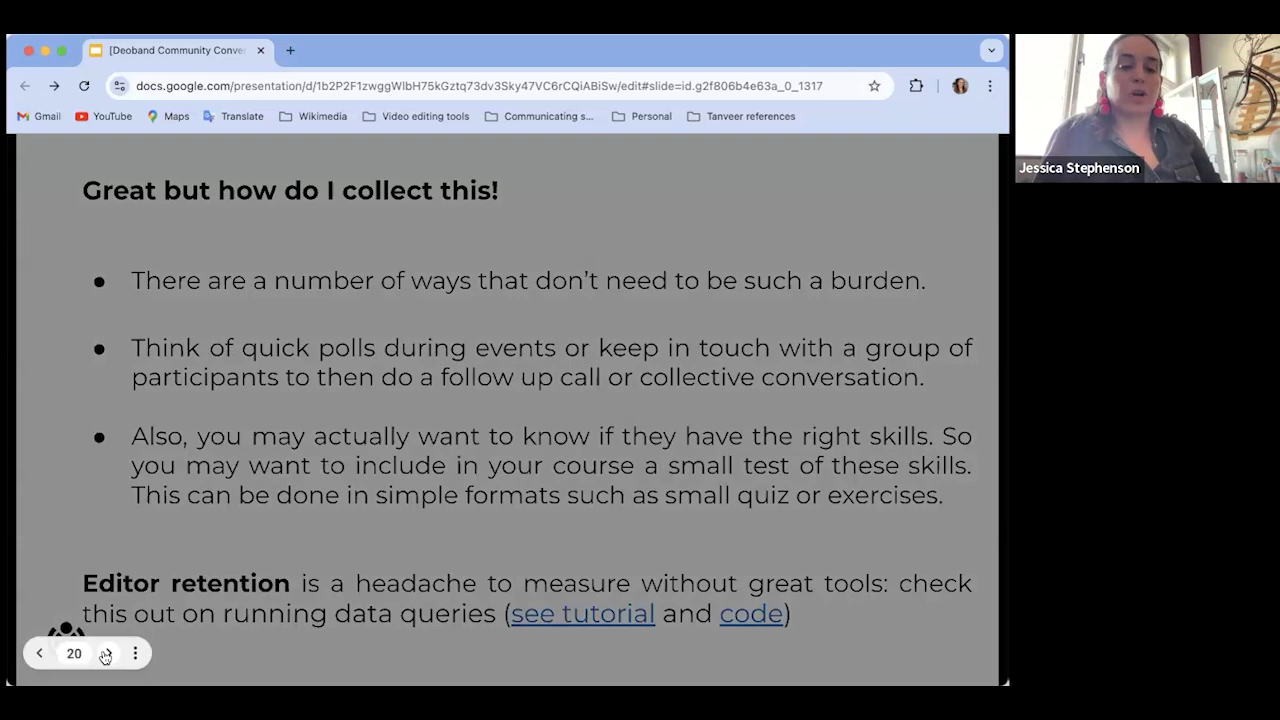 [Deoband Community Conve
docs.google.com/presentation/d/1b2P2F1zwggWlbH75kGztq73dv3Sky47VC6rCQiABiSw/edit#slide=id.g2f806b4e63a_0_1317
Gmail YouTube Maps Translate Wikimedia Video editing tools Communicating s... Personal Tanveer references
Jessica Stephenson
Great but how do I collect this!
● There are a number of ways that don’t need to be such a burden.
● Think of quick polls during events or keep in touch with a group of
participants to then do a follow up call or collective conversation.
● Also, you may actually want to know if they have the right skills. So
you may want to include in your course a small test of these skills.
This can be done in simple formats such as small quiz or exercises.
Editor retention is a headache to measure without great tools: check
this out on running data queries (see tutorial and code)
20